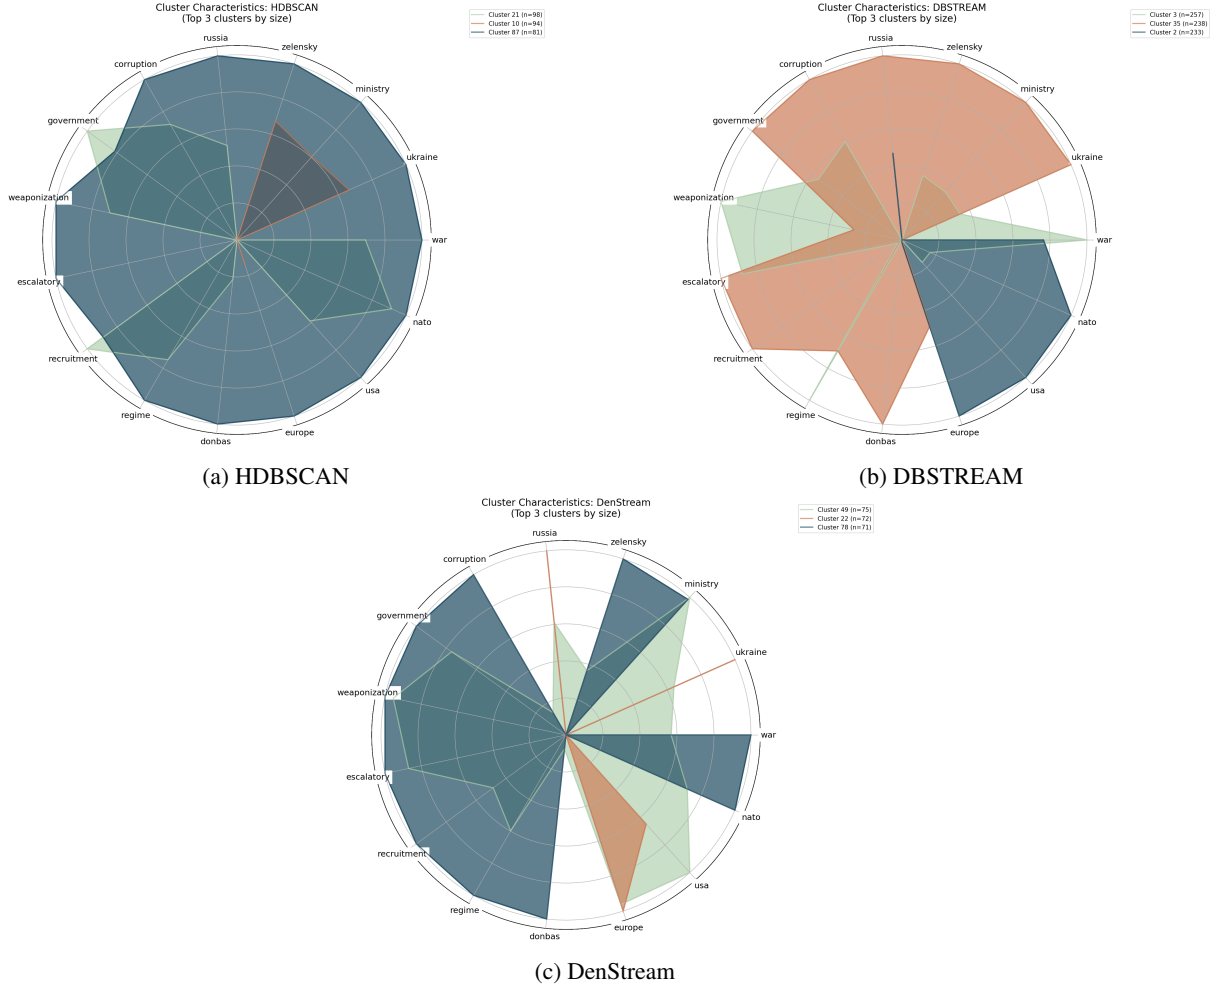 Cluster Characteristics: HDBSCAN
(Top 3 clusters by size)
Cluster 21 (n=98)
Cluster 10 (n=94)
Cluster 87 (n=81)
russia
zelensky
corruption
ministry
government
ukraine
weaponization
war
escalatory
nato
recruitment
usa
regime
europe
donbas
(a) HDBSCAN
Cluster Characteristics: DBSTREAM
(Top 3 clusters by size)
Cluster 3 (n=257)
Cluster 35 (n=238)
Cluster 2 (n=233)
russia
zelensky
corruption
ministry
government
ukraine
weaponization
war
escalatory
nato
recruitment
usa
regime
europe
donbas
(b) DBSTREAM
Cluster Characteristics: DenStream
(Top 3 clusters by size)
Cluster 49 (n=75)
Cluster 22 (n=72)
Cluster 78 (n=71)
russia
zelensky
corruption
ministry
government
ukraine
weaponization
war
escalatory
nato
recruitment
usa
regime
europe
donbas
(c) DenStream